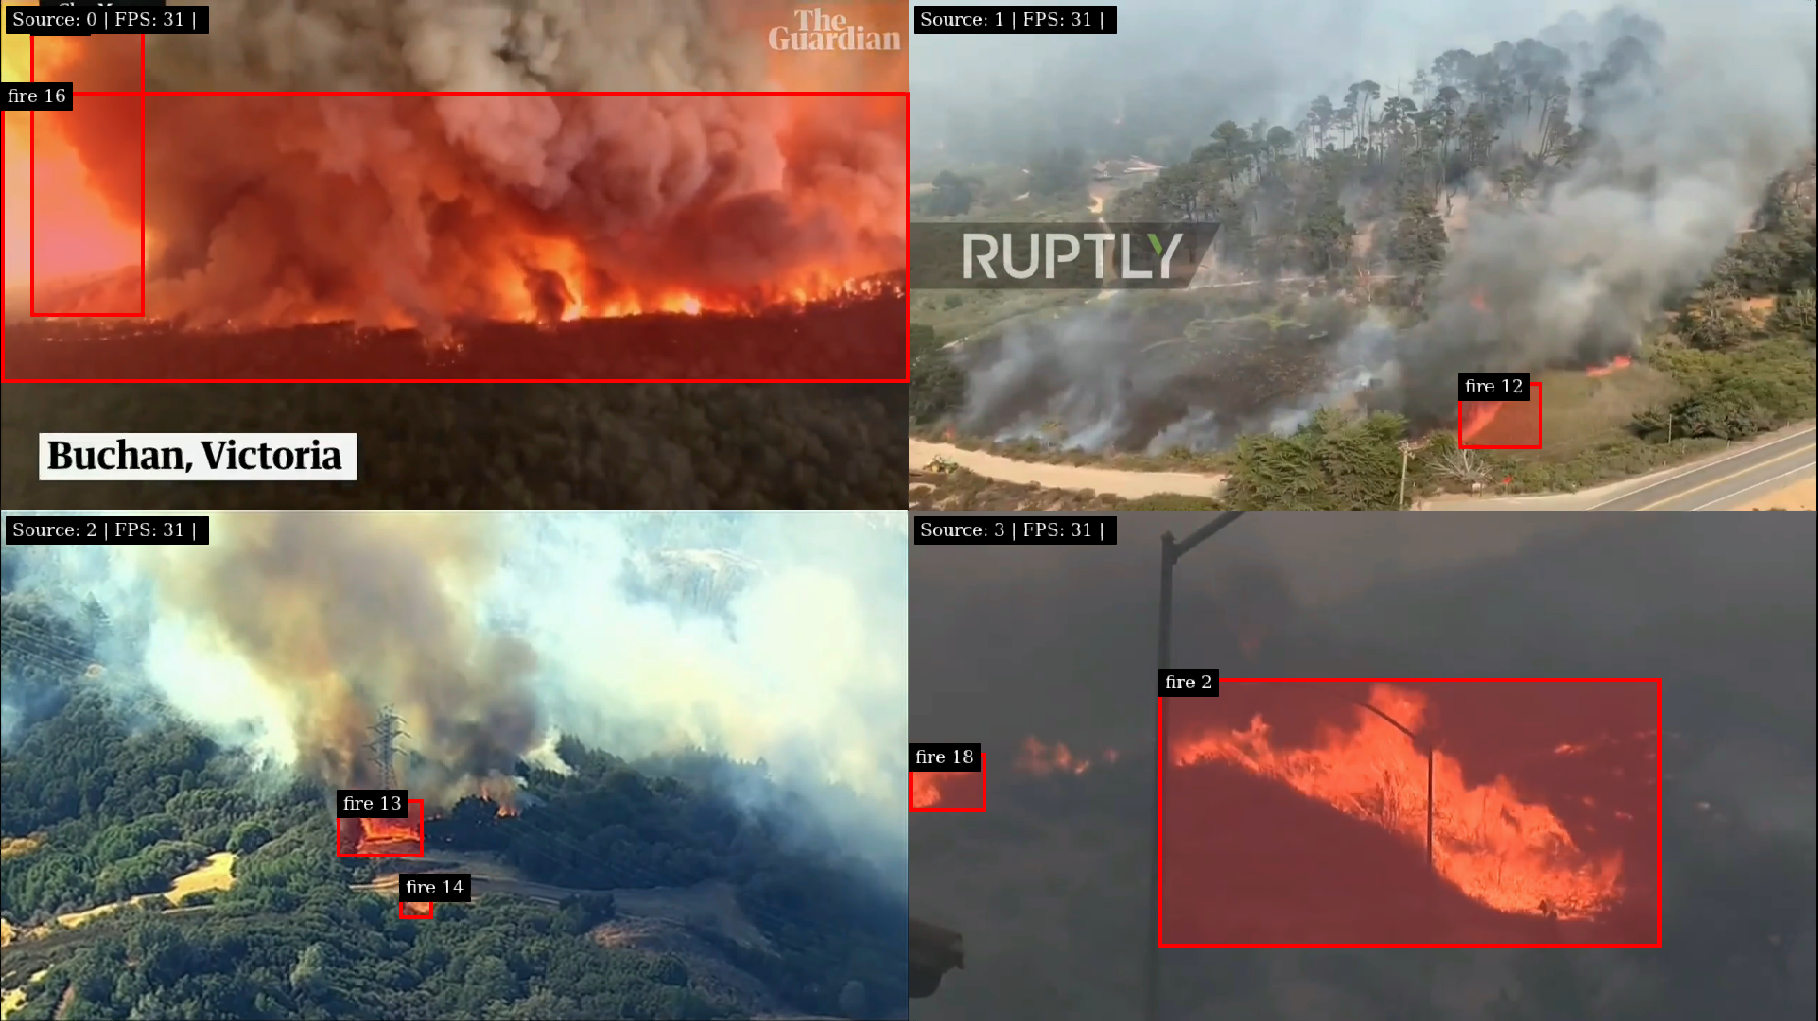 Source: 0 | FPS: 31 |
The
Guardian
fire 16
Buchan, Victoria
Source: 1 | FPS: 31 |
RUPTLY
fire 12
Source: 2 | FPS: 31 |
fire 13
fire 14
Source: 3 | FPS: 31 |
fire 2
fire 18